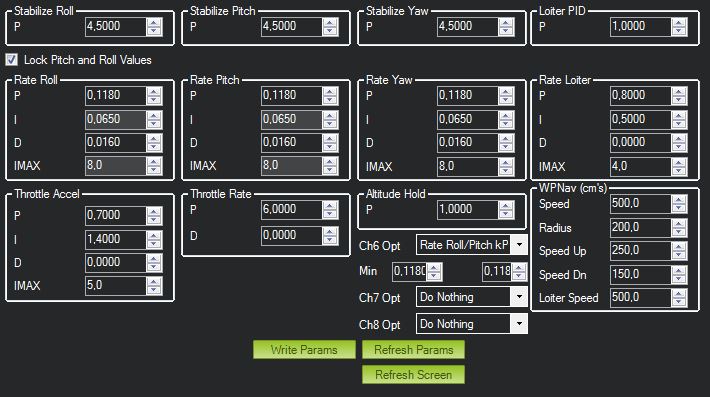 Stabilize Roll
P 4,5000
Stabilize Pitch
P 4,5000
Stabilize Yaw
P 4,5000
Loiter PID
P 1,0000
Lock Pitch and Roll Values
Rate Roll
P 0,1180
I 0,0650
D 0,0160
IMAX 8,0
Rate Pitch
P 0,1180
I 0,0650
D 0,0160
IMAX 8,0
Rate Yaw
P 0,1180
I 0,0650
D 0,0160
IMAX 8,0
Rate Loiter
P 0,8000
I 0,5000
D 0,0000
IMAX 4,0
Throttle Accel
P 0,7000
I 1,4000
D 0,0000
IMAX 5,0
Throttle Rate
P 6,0000
D 0,0000
Altitude Hold
P 1,0000
Ch6 Opt Rate Roll/Pitch kP
Min 0,1180 0,118
Ch7 Opt Do Nothing
Ch8 Opt Do Nothing
WPNav (cm's)
Speed 500,0
Radius 200,0
Speed Up 250,0
Speed Dn 150,0
Loiter Speed 500,0
Write Params
Refresh Params
Refresh Screen